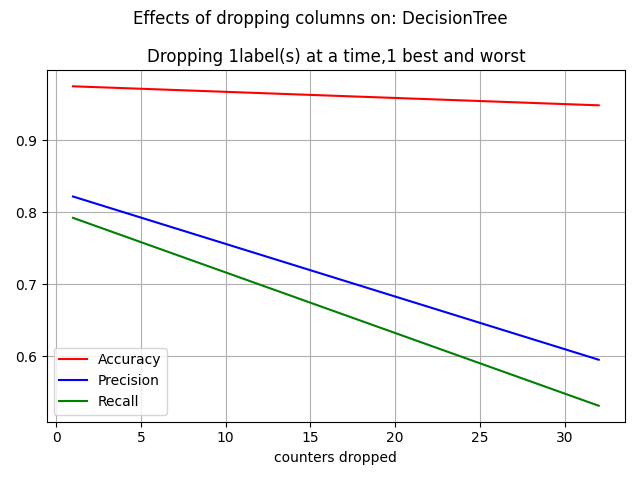 Effects of dropping columns on: DecisionTree
Dropping 1label(s) at a time,1 best and worst
0.9
0.8
0.7
0.6
Accuracy
Precision
Recall
0 5 10 15 20 25 30
counters dropped